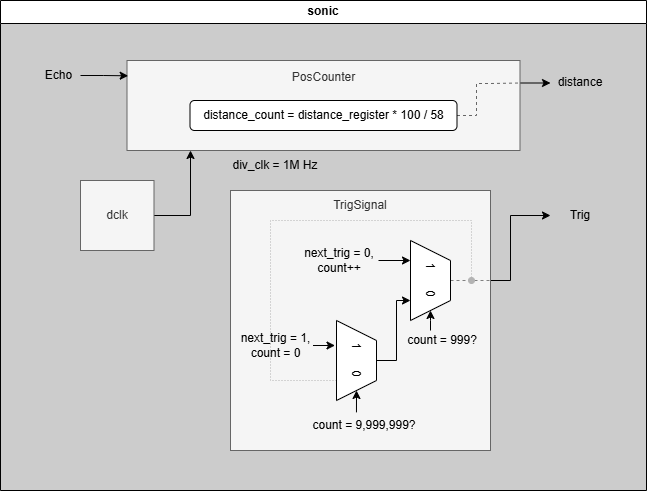 sonic
Echo
PosCounter
distance
distance_count = distance_register * 100 / 58
div_clk = 1M Hz
dclk
TrigSignal
Trig
next_trig = 0,
count++
1
0
next_trig = 1,
count = 0
1
0
count = 999?
count = 9,999,999?